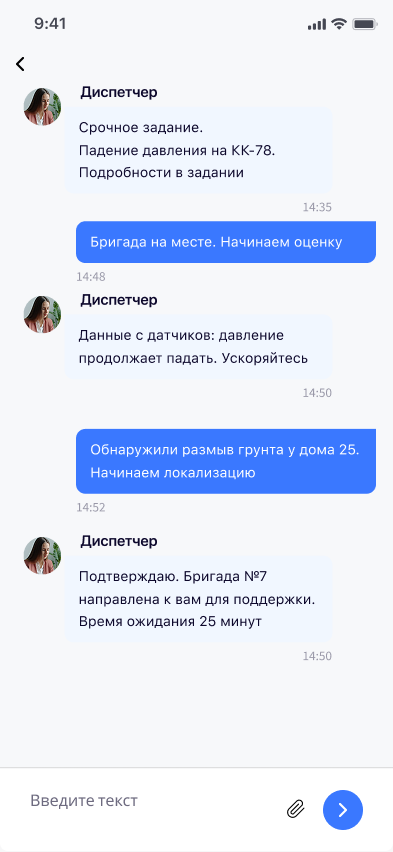 9:41
Диспетчер
Срочное задание.
Падение давления на КК-78.
Подробности в задании
14:35
Бригада на месте. Начинаем оценку
14:48
Диспетчер
Данные с датчиков: давление
продолжает падать. Ускоряйтесь
14:50
Обнаружили размыв грунта у дома 25.
Начинаем локализацию
14:52
Диспетчер
Подтверждаю. Бригада №7
направлена к вам для поддержки.
Время ожидания 25 минут
14:50
Введите текст